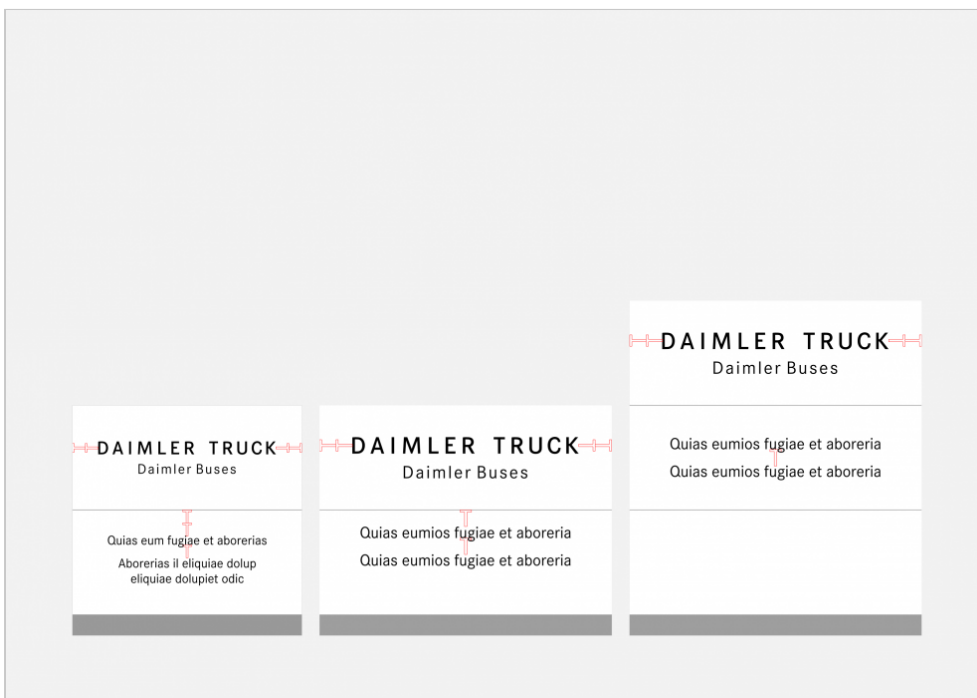 DAIMLER TRUCK
Daimler Buses
Quias eum fugiae et aborerias
Aborerias il eliquiae dolup
eliquiae dolupiet odic
DAIMLER TRUCK
Daimler Buses
Quias eumios fugiae et aboreria
Quias eumios fugiae et aboreria
DAIMLER TRUCK
Daimler Buses
Quias eumios fugiae et aboreria
Quias eumios fugiae et aboreria